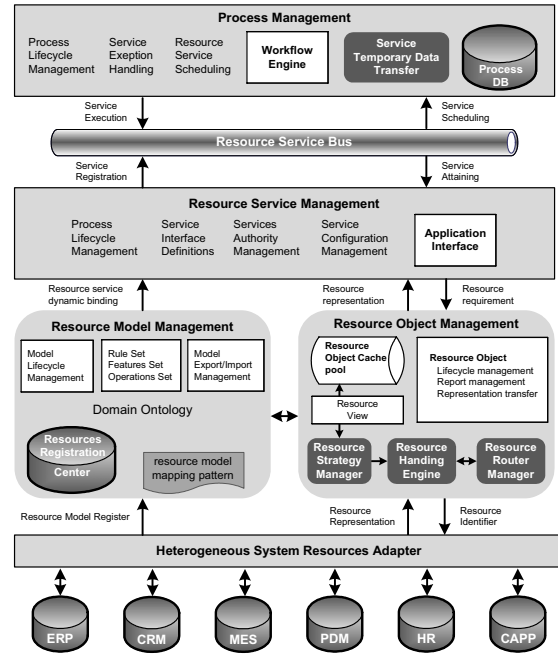 Process Management
Process
Lifecycle
Management
Service
Exeption
Handling
Resource
Service
Scheduling
Workflow
Engine
Service
Temporary Data
Transfer
Process
DB
Service
Execution
Service
Scheduling
Resource Service Bus
Service
Registration
Service
Attaining
Resource Service Management
Process
Lifecycle
Management
Service
Interface
Definitions
Services
Authority
Management
Service
Configuration
Management
Application
Interface
Resource service
dynamic binding
Resource
representation
Resource
requirement
Resource Model Management
Model
Lifecycle
Management
Rule Set
Features Set
Operations Set
Model
Export/Import
Management
Domain Ontology
Resources
Registration
Center
resource model
mapping pattern
Resource Object Management
Resource
Object Cache
pool
Resource Object
Lifecycle management
Report management
Representation transfer
Resource
View
Resource
Strategy
Manager
Resource
Handing
Engine
Resource
Router
Manager
Resource Model Register
Resource
Representation
Resource
Identifier
Heterogeneous System Resources Adapter
ERP
CRM
MES
PDM
HR
CAPP